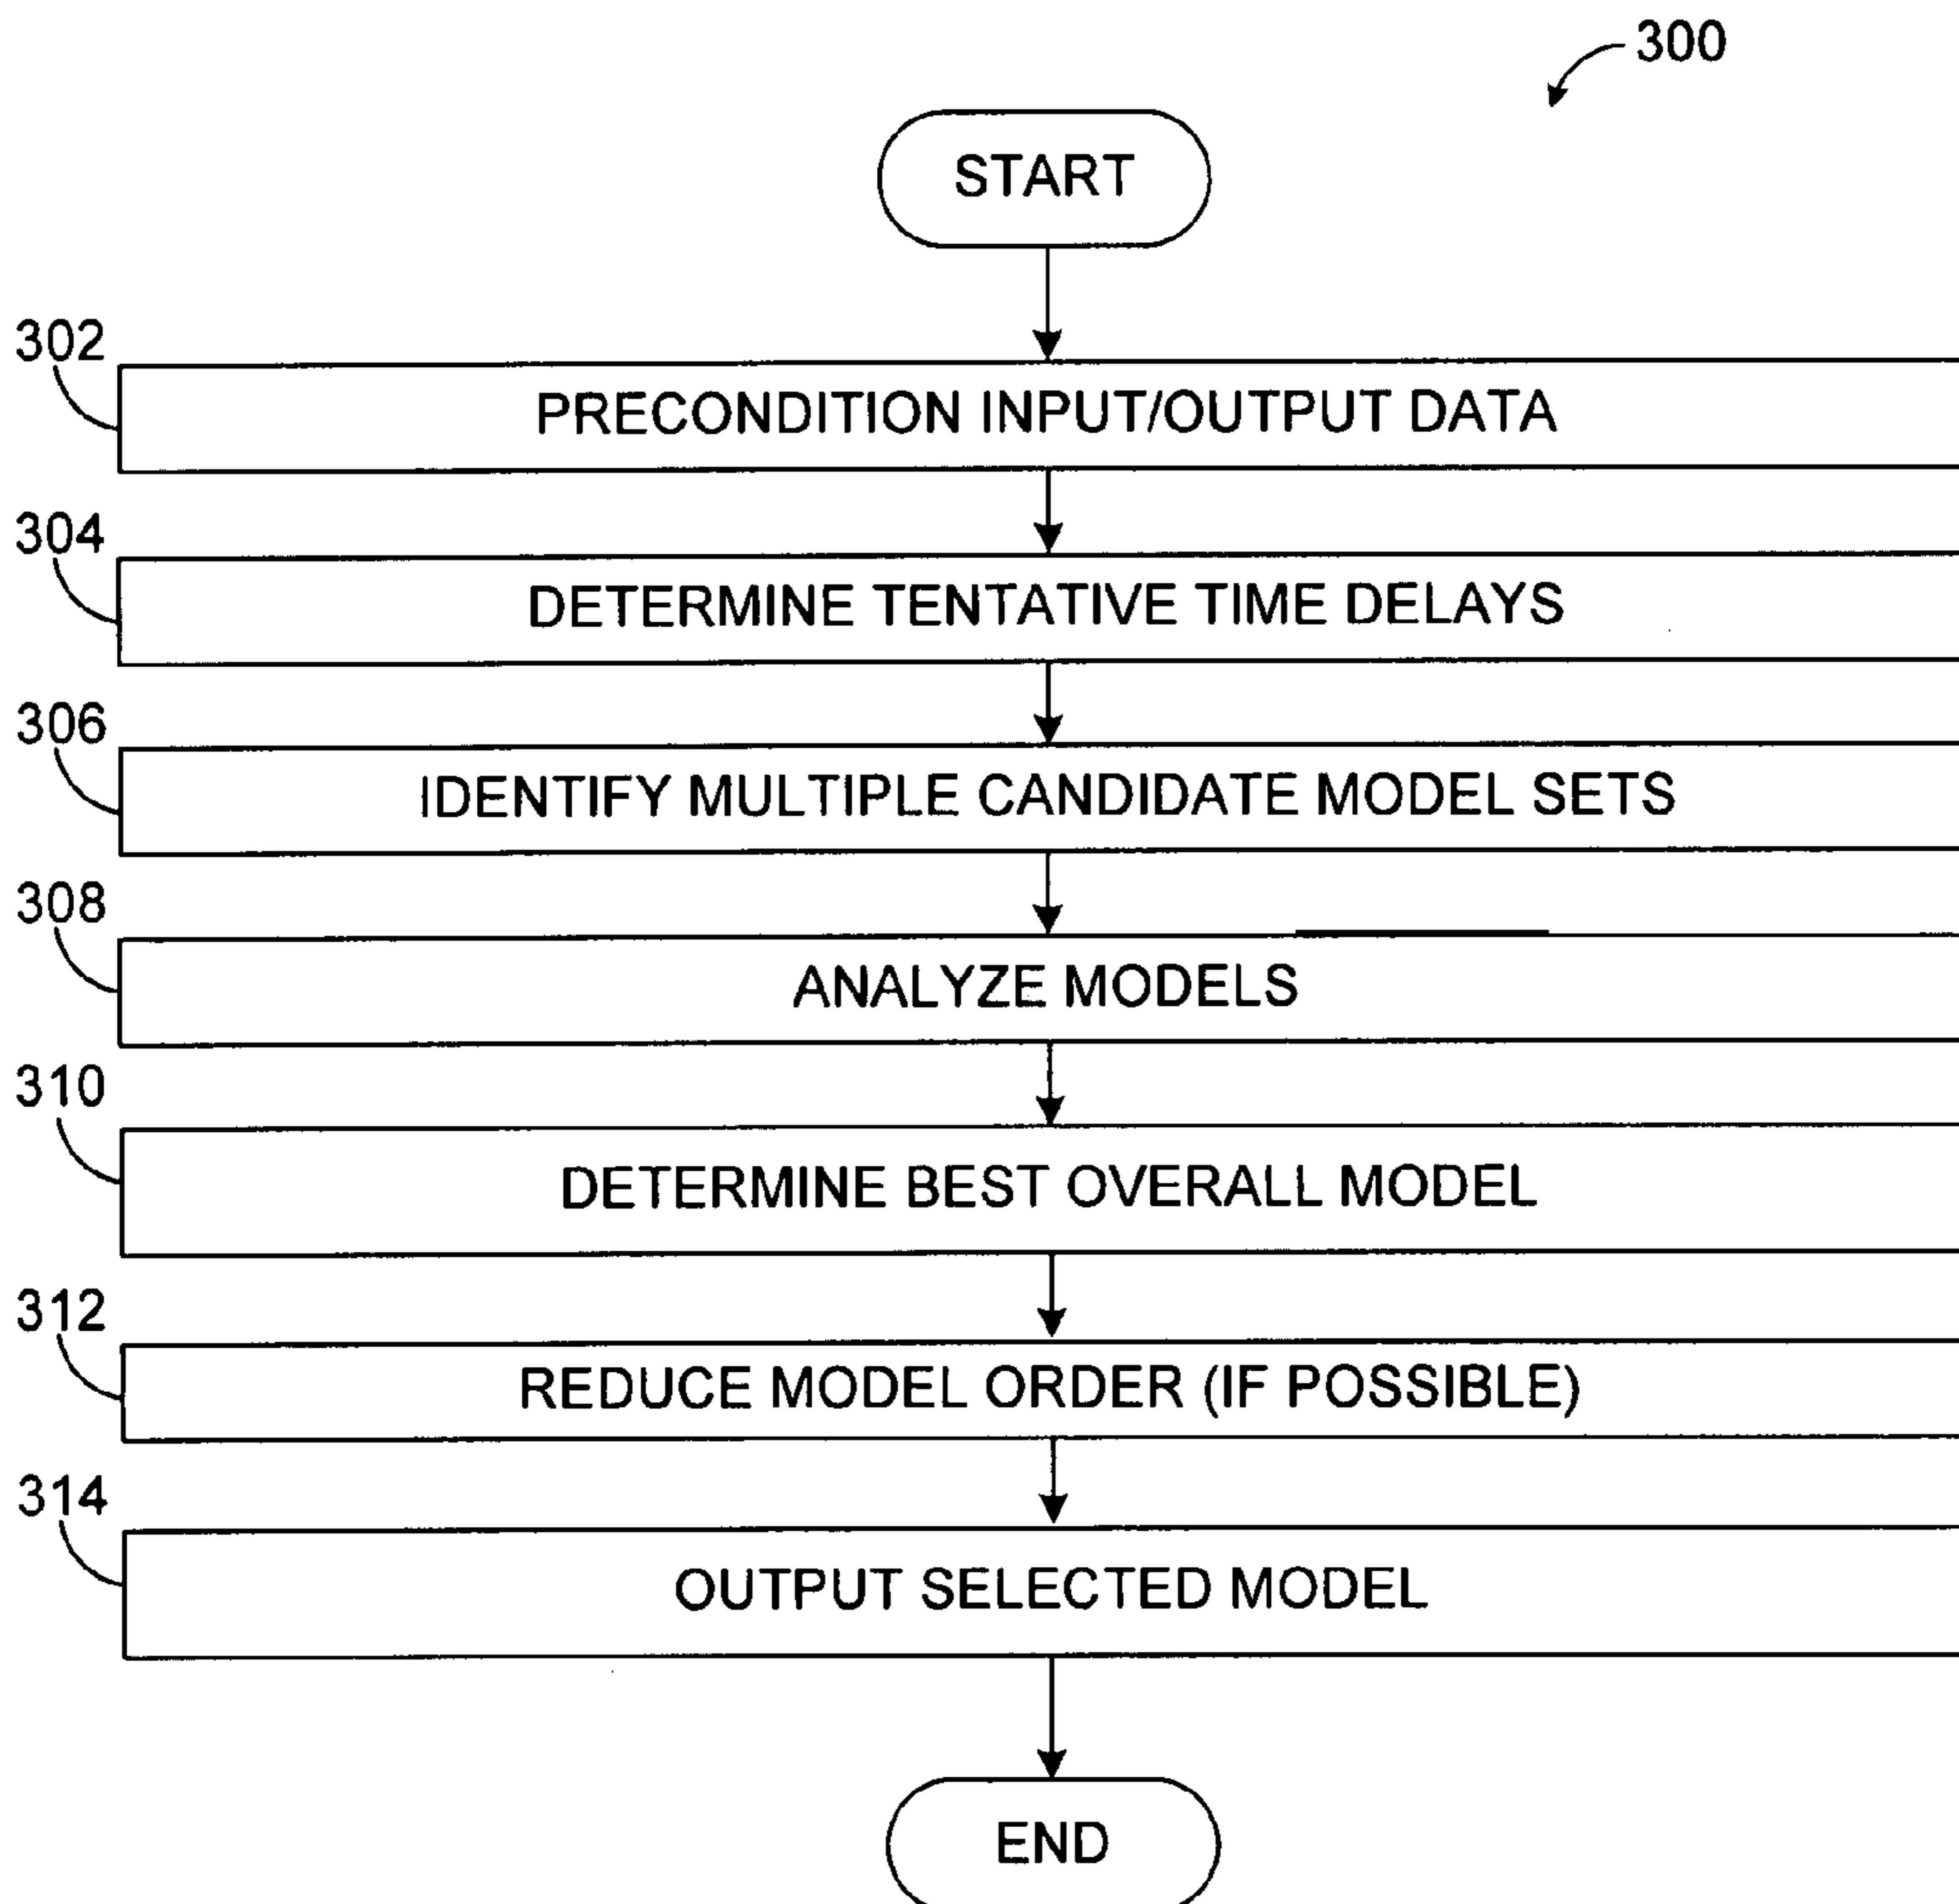 300
START
302
PRECONDITION INPUT/OUTPUT DATA
304
DETERMINE TENTATIVE TIME DELAYS
306
IDENTIFY MULTIPLE CANDIDATE MODEL SETS
308
ANALYZE MODELS
310
DETERMINE BEST OVERALL MODEL
312
REDUCE MODEL ORDER (IF POSSIBLE)
314
OUTPUT SELECTED MODEL
END